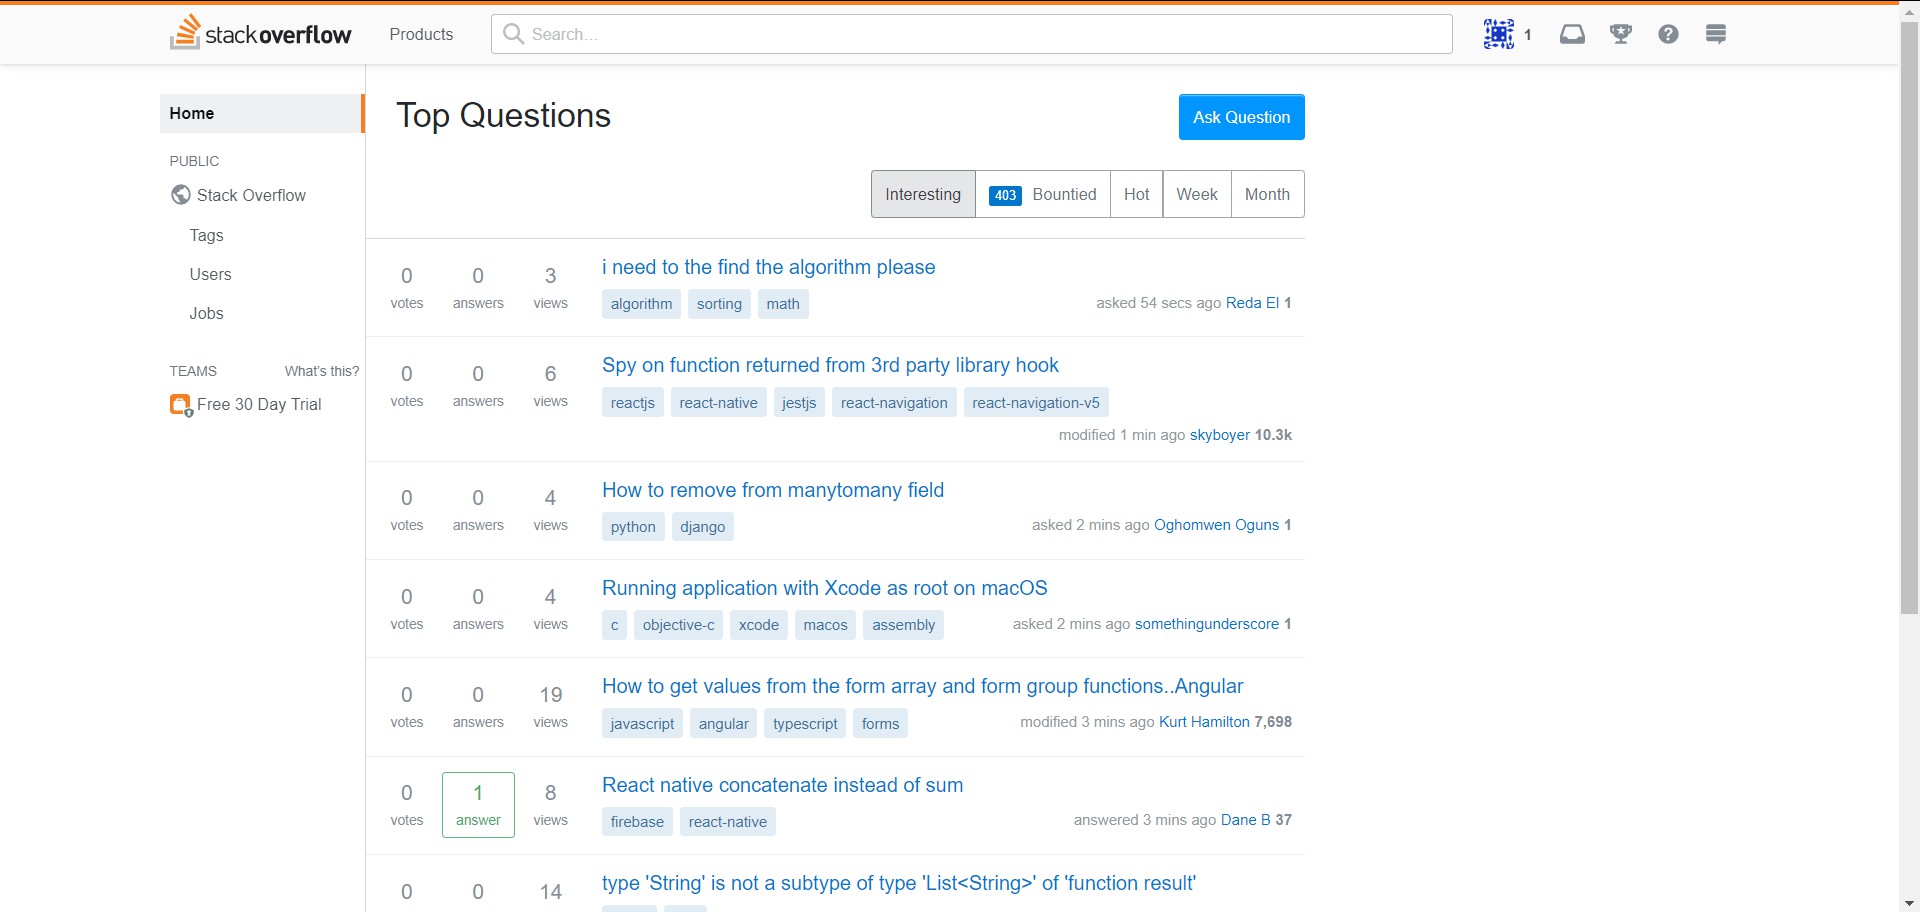 stackoverflow Products Search... 1
Home
PUBLIC
Stack Overflow
Tags
Users
Jobs
TEAMS What's this?
Free 30 Day Trial
Top Questions Ask Question
Interesting 403 Bountied Hot Week Month
0 votes 0 answers 3 views
i need to the find the algorithm please
algorithm sorting math
asked 54 secs ago Reda El 1
0 votes 0 answers 6 views
Spy on function returned from 3rd party library hook
reactjs react-native jestjs react-navigation react-navigation-v5
modified 1 min ago skyboyer 10.3k
0 votes 0 answers 4 views
How to remove from manytomany field
python django
asked 2 mins ago Oghomwen Oguns 1
0 votes 0 answers 4 views
Running application with Xcode as root on macOS
c objective-c xcode macos assembly
asked 2 mins ago somethingunderscore 1
0 votes 0 answers 19 views
How to get values from the form array and form group functions..Angular
javascript angular typescript forms
modified 3 mins ago Kurt Hamilton 7,698
0 votes 1 answer 8 views
React native concatenate instead of sum
firebase react-native
answered 3 mins ago Dane B 37
0 0 14
type 'String' is not a subtype of type 'List<String>' of 'function result'